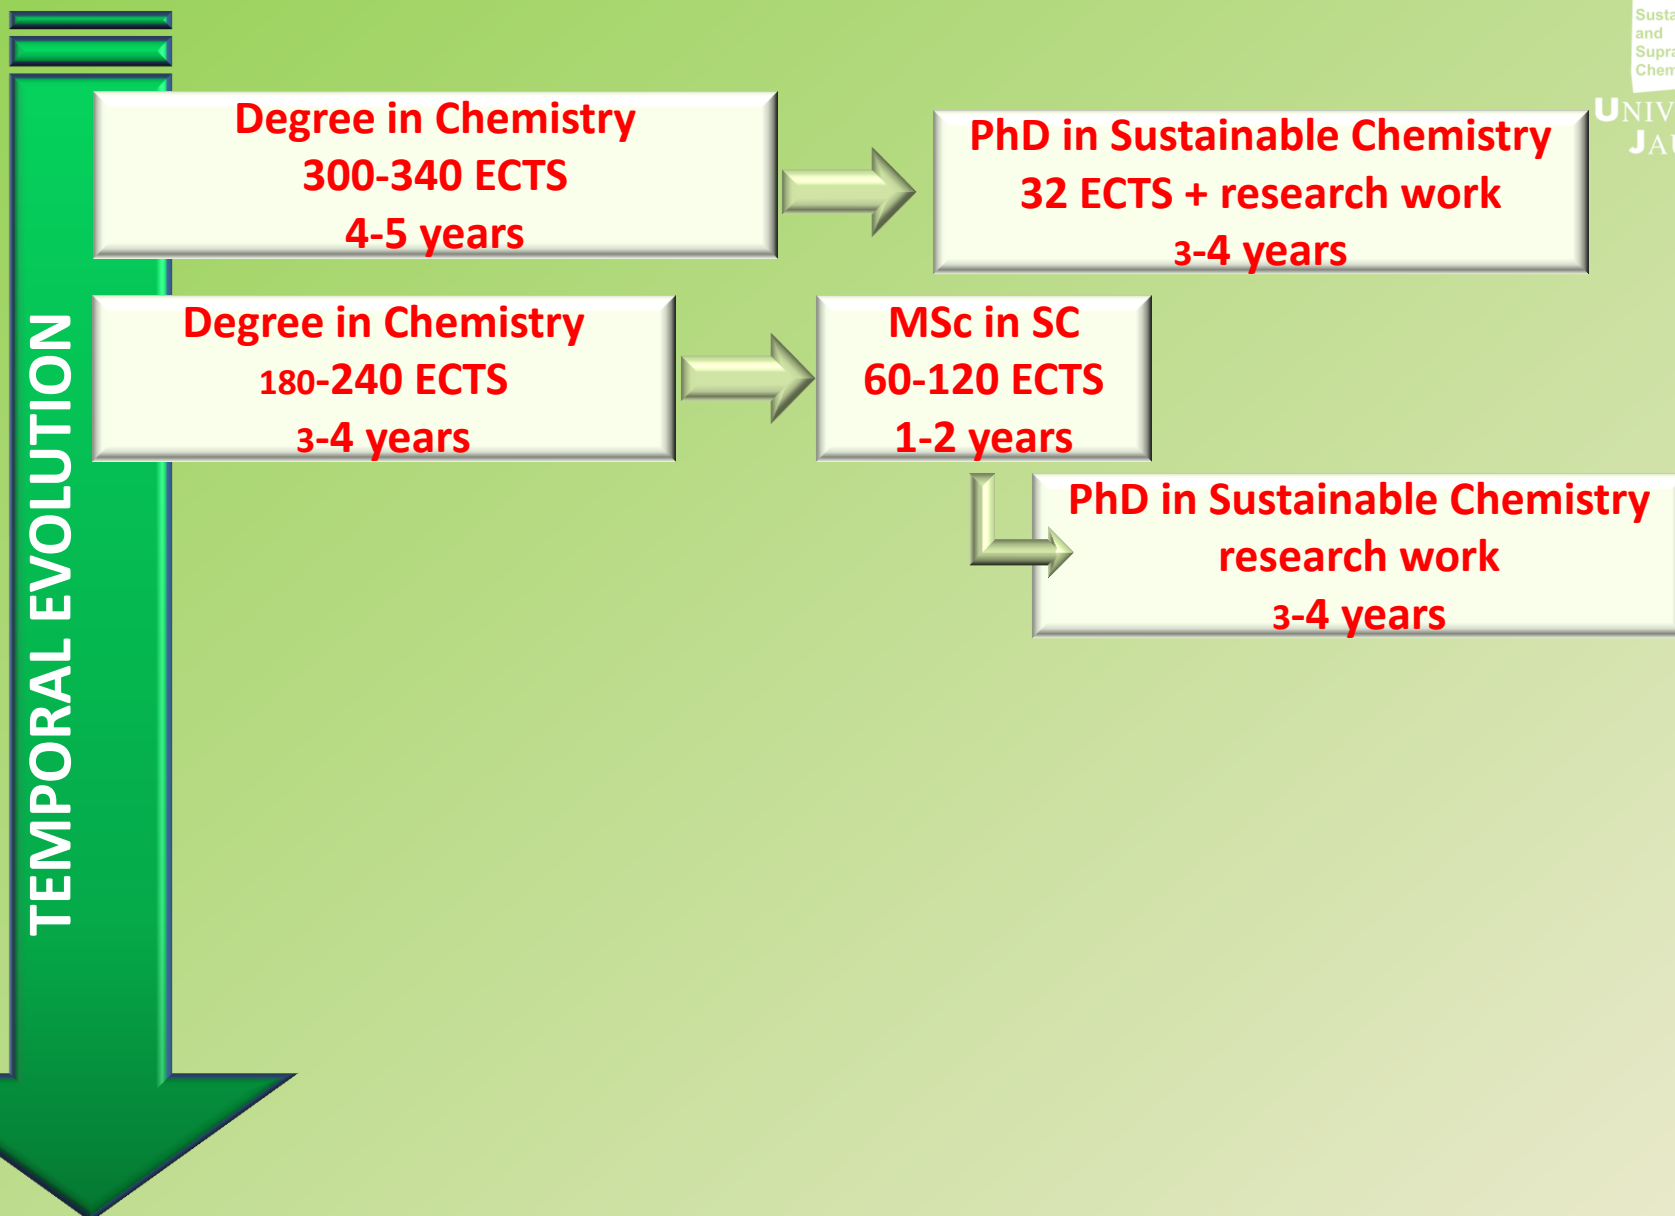 Degree in Chemistry
300-340 ECTS
4-5 years
PhD in Sustainable Chemistry
32 ECTS + research work
3-4 years
Degree in Chemistry
180-240 ECTS
3-4 years
MSc in SC
60-120 ECTS
1-2 years
PhD in Sustainable Chemistry
research work
3-4 years
TEMPORAL EVOLUTION
and